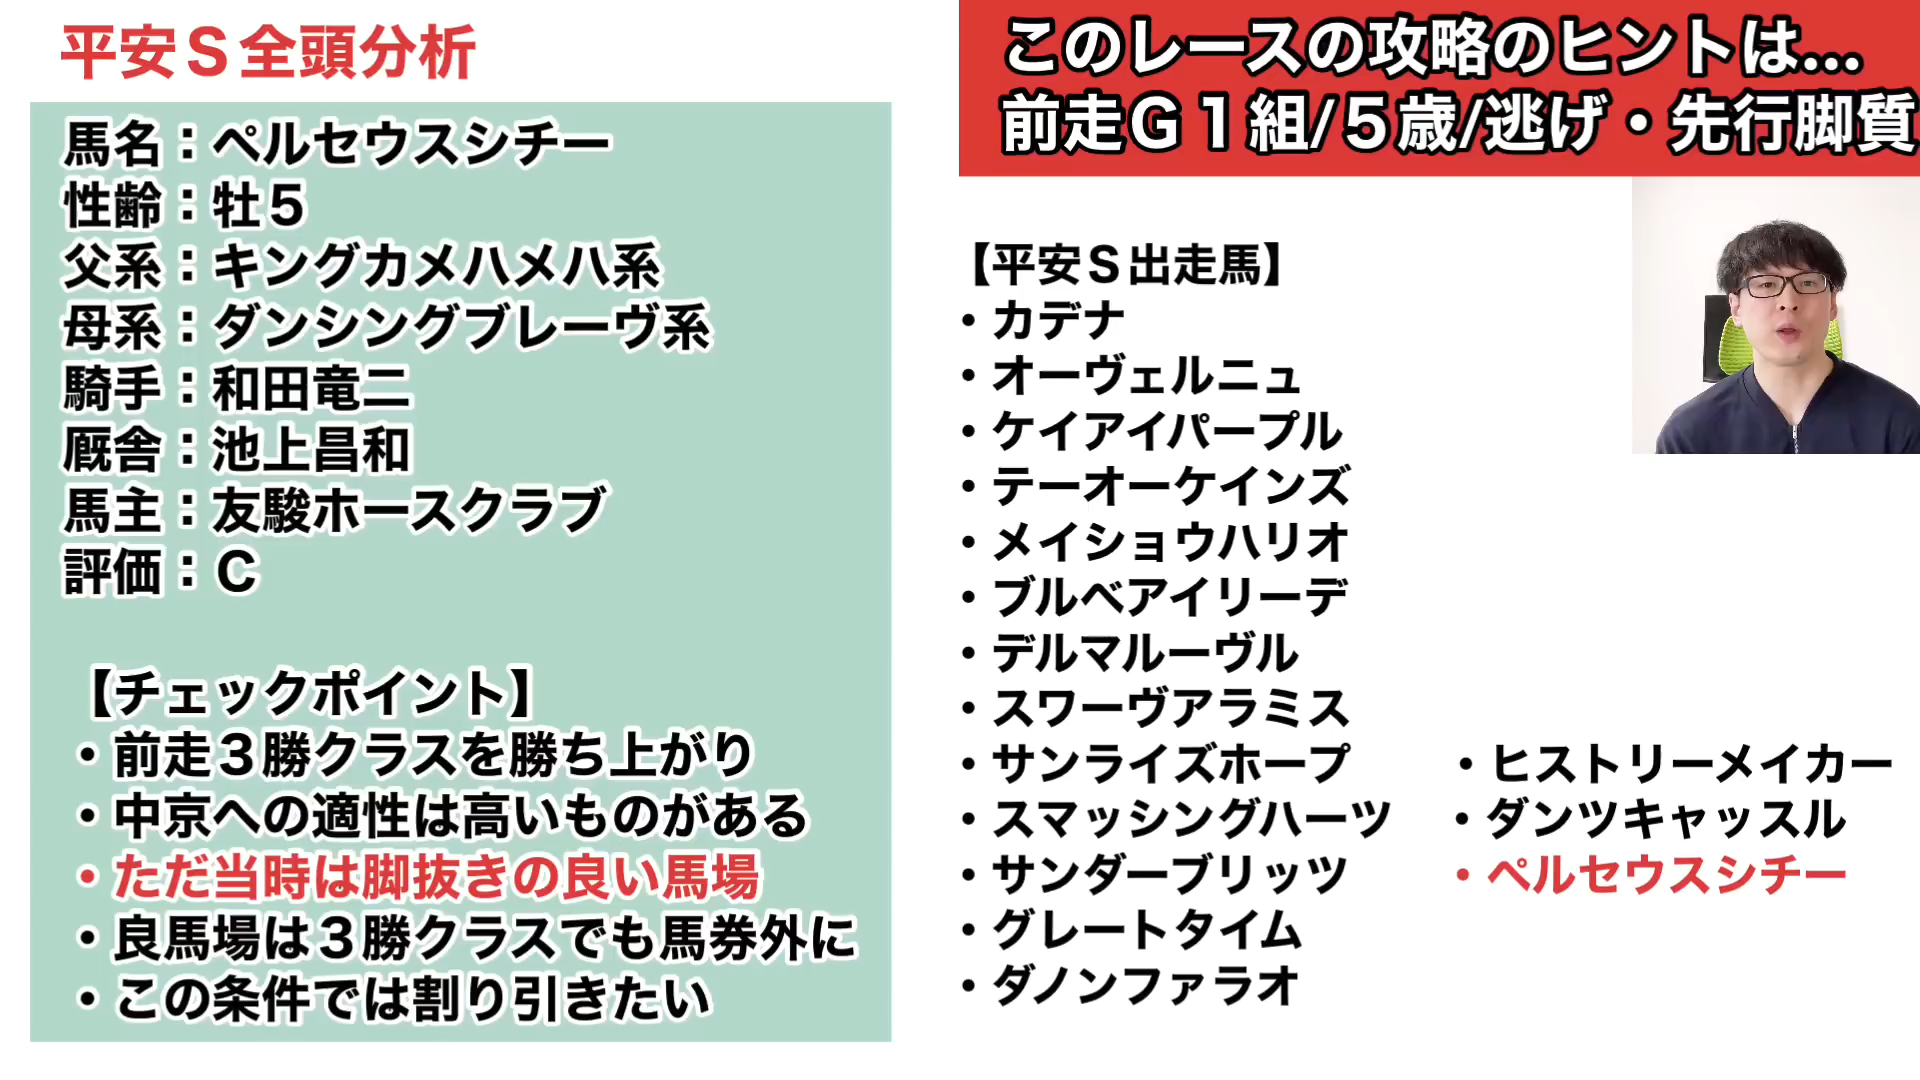 平安S全頭分析
馬名：ペルセウスシチー
性齢：牡5
父系：キングカメハメハ系
母系：ダンシングブレーヴ系
騎手：和田竜二
厩舎：池上昌和
馬主：友駿ホースクラブ
評価：C
【チェックポイント】
・前走３勝クラスを勝ち上がり
・中京への適性は高いものがある
・ただ当時は脚抜きの良い馬場
・良馬場は３勝クラスでも馬券外に
・この条件では割り引きたい
このレースの攻略のヒントは...
前走G１組/５歳/逃げ・先行脚質
【平安S出走馬】
・カデナ
・オーヴェルニュ
・ケイアイパープル
・テーオーケインズ
・メイショウハリオ
・ブルベアイリーデ
・デルマルーヴル
・スワーヴアラミス
・サンライズホープ
・スマッシングハーツ
・サンダーブリッツ
・グレートタイム
・ダノンファラオ
・ヒストリーメイカー
・ダンツキャッスル
・ペルセウスシチー